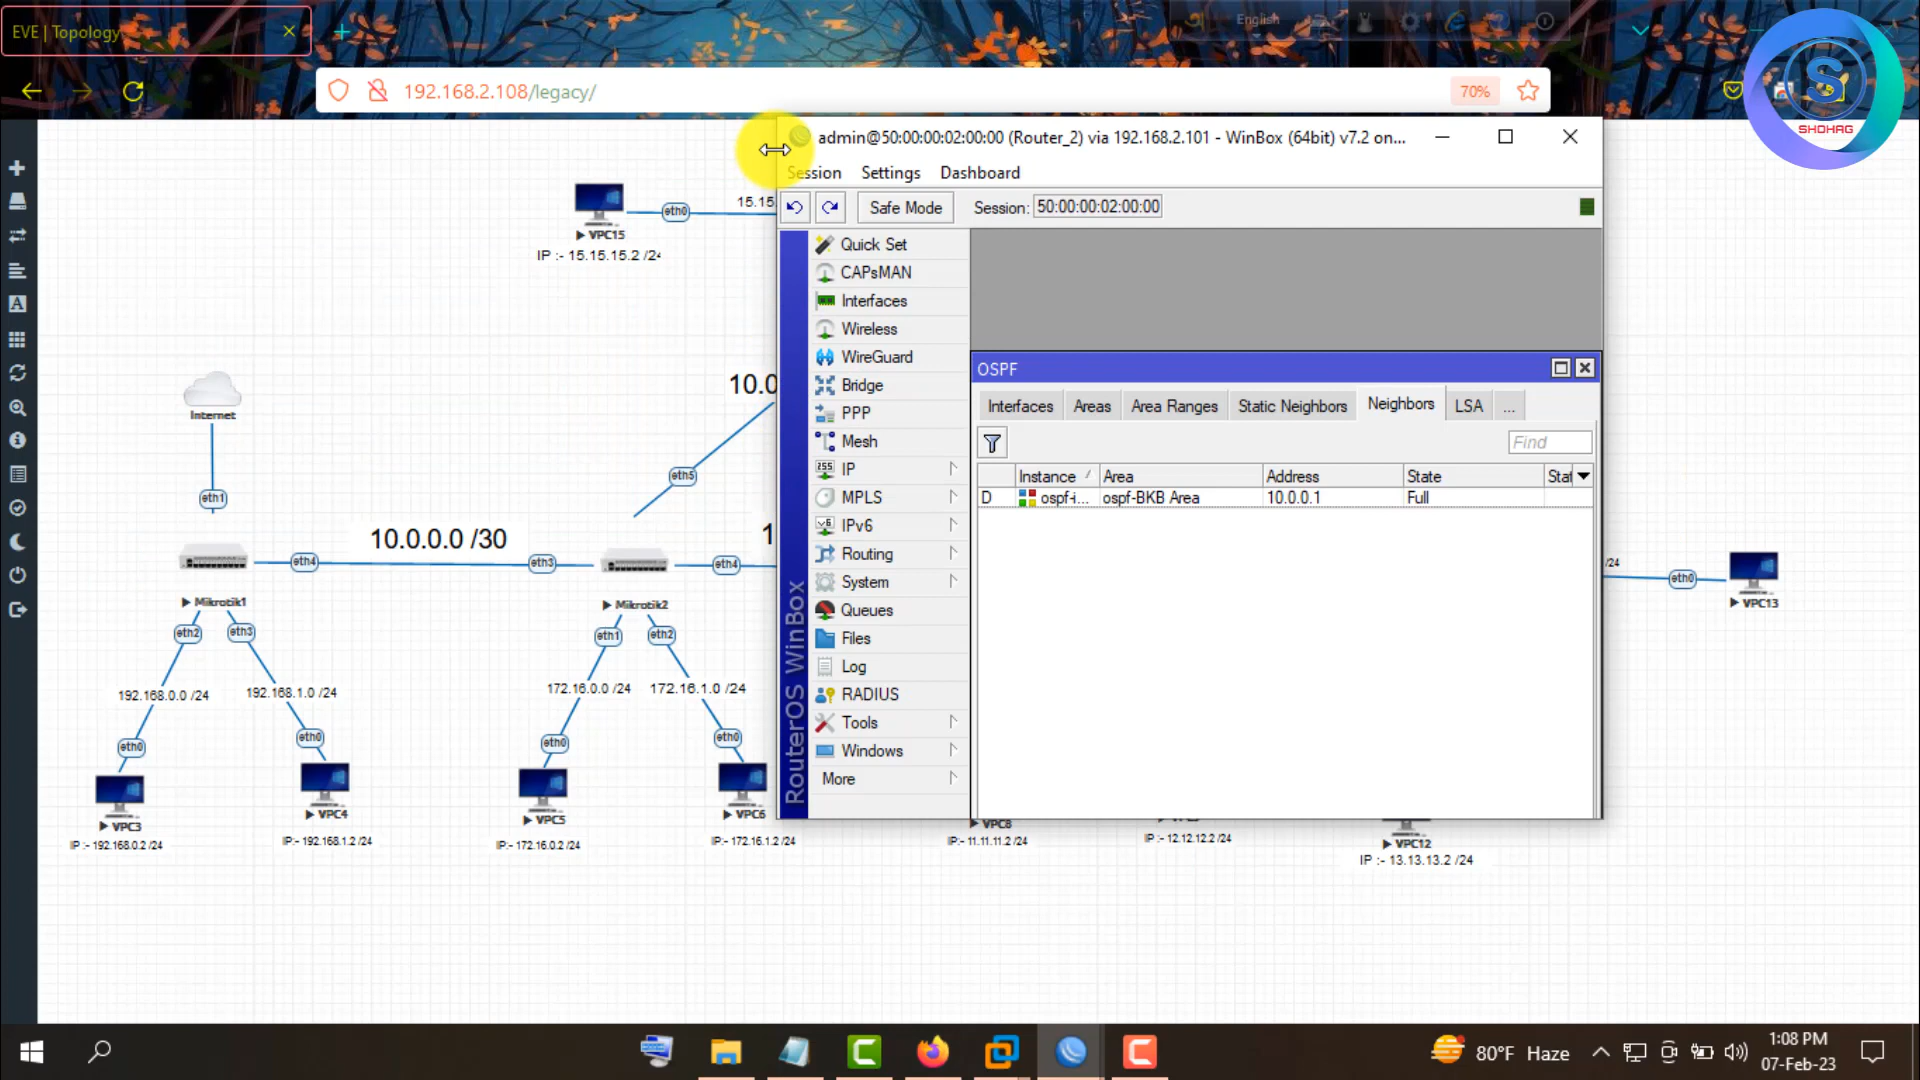 EVE | Topology
English
192.168.2.108/legacy/
70%
S
SHOHAG
admin@50:00:00:02:00:00 (Router_2) via 192.168.2.101 - WinBox (64bit) v7.2 on...
Session Settings Dashboard
Safe Mode Session: 50:00:00:02:00:00
Quick Set
CAPsMAN
Interfaces
Wireless
WireGuard
Bridge
PPP
Mesh
IP
MPLS
IPv6
Routing
System
Queues
Files
Log
RADIUS
Tools
Windows
More
RouterOS WinBox
OSPF
Interfaces Areas Area Ranges Static Neighbors Neighbors LSA ...
Find
Instance Area Address State Stat
D ospf-i... ospf-BKB Area 10.0.0.1 Full
eth0
15.15.
VPC15
IP :- 15.15.15.2 /24
Internet
eth1
10.0
eth5
10.0.0.0 /30
1
eth4
eth3
eth4
Mikrotik1
Mikrotik2
eth2
eth3
eth1
eth2
192.168.0.0 /24
192.168.1.0 /24
172.16.0.0 /24
172.16.1.0 /24
eth0
eth0
eth0
eth0
VPC3
VPC4
VPC5
VPC6
IP :- 192.168.0.2 /24
IP:- 192.168.1.2 /24
IP:- 172.16.0.2 /24
IP:- 172.16.1.2 /24
VPC8
IP:- 11.11.11.2 /24
IP :- 12.12.12.2 /24
VPC12
IP :- 13.13.13.2 /24
/24
eth0
VPC13
80°F Haze
1:08 PM
07-Feb-23